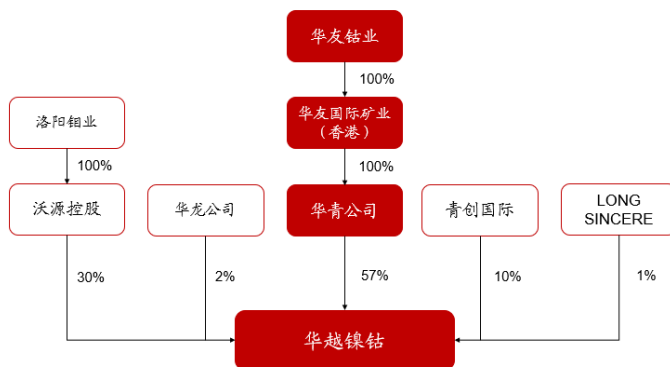 华友钴业
100%
洛阳钼业
华友国际矿业
（香港）
100%
100%
沃源控股
华龙公司
华青公司
青创国际
LONG
SINCERE
30%
2%
57%
10%
1%
华越镍钴